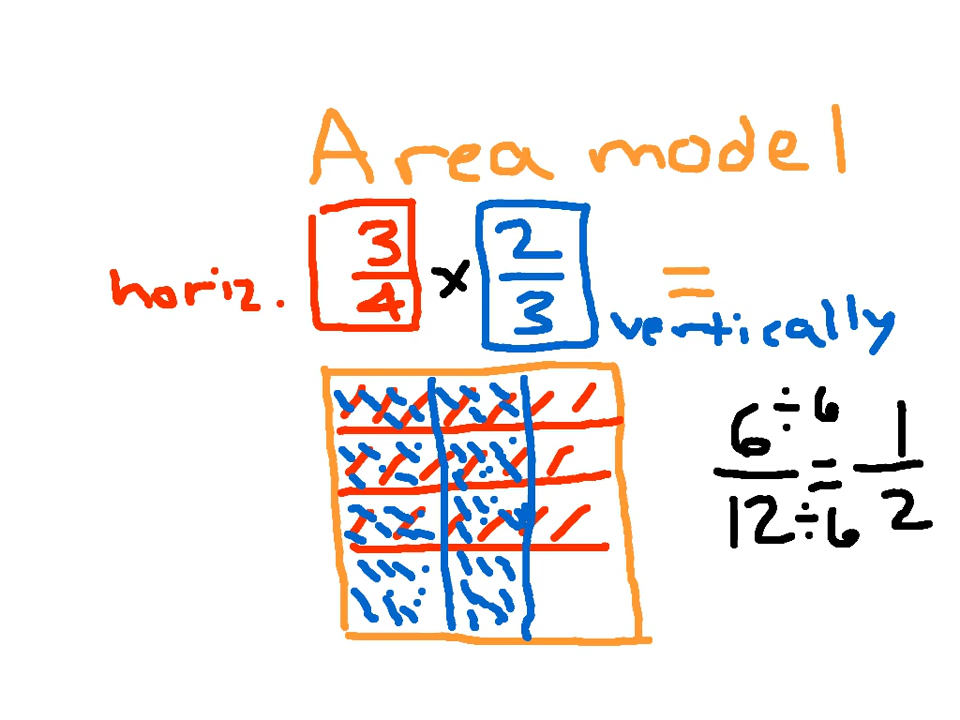 Area model
3/4 x 2/3 =
horiz.
vertically
6÷6 / 12÷6 = 1/2